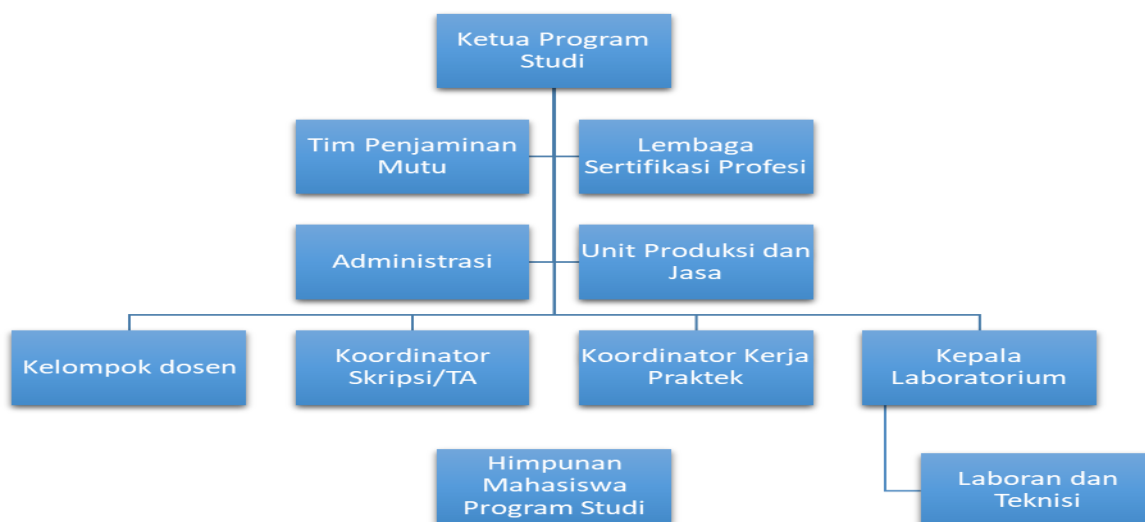 Ketua Program
Studi
Tim Penjaminan
Mutu
Lembaga
Sertifikasi Profesi
Administrasi
Unit Produksi dan
Jasa
Kelompok dosen
Koordinator
Skripsi/TA
Koordinator Kerja
Praktek
Kepala
Laboratorium
Himpunan
Mahasiswa
Program Studi
Laboran dan
Teknisi